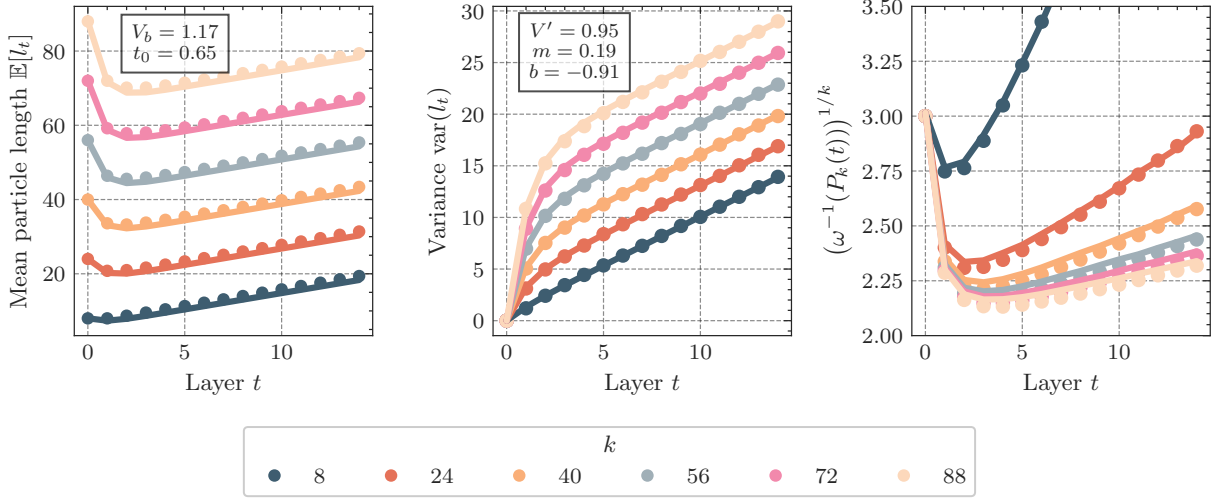 Mean particle length 𝔼[l_t]
80
60
40
20
0
5
10
Layer t
V_b = 1.17
t_0 = 0.65
Variance var(l_t)
30
25
20
15
10
5
0
0
5
10
Layer t
V′ = 0.95
m = 0.19
b = −0.91
(ω^{−1}(P_k(t)))^{1/k}
3.50
3.25
3.00
2.75
2.50
2.25
2.00
0
5
10
Layer t
k
8 24 40 56 72 88